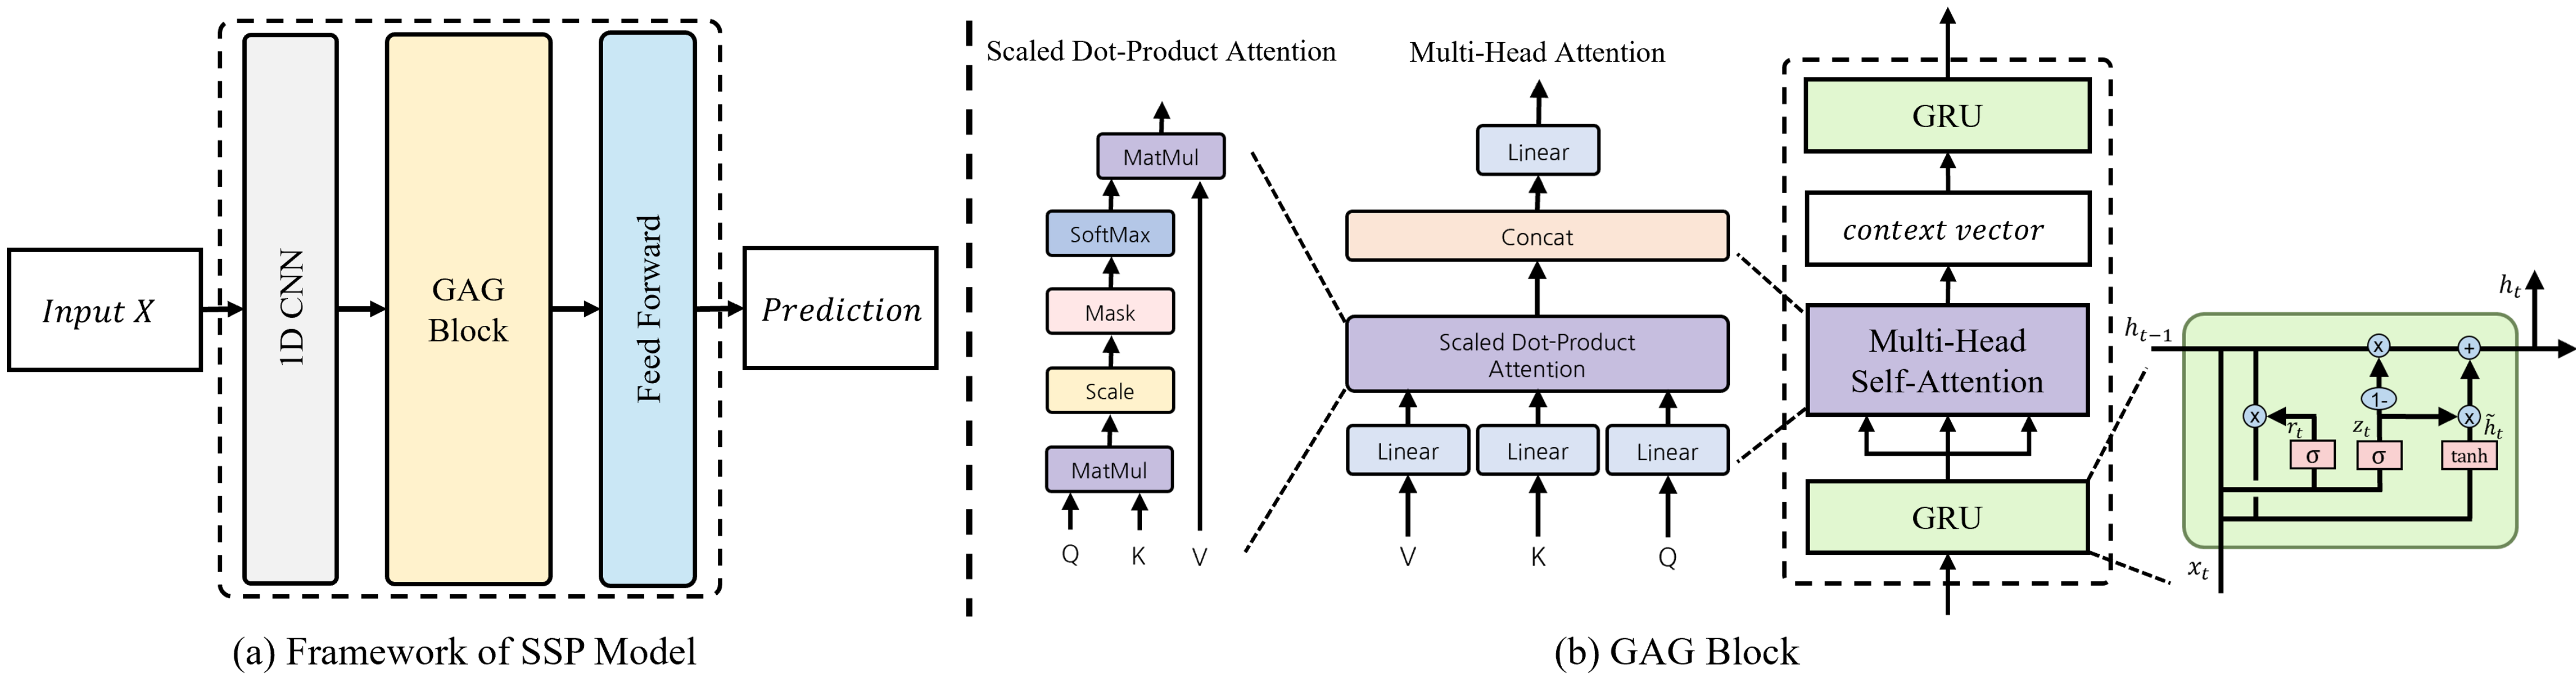 Input X
1D CNN
GAG
Block
Feed Forward
Prediction
(a) Framework of SSP Model
Scaled Dot-Product Attention
MatMul
SoftMax
Mask
Scale
MatMul
Q
K
V
Multi-Head Attention
Linear
Concat
Scaled Dot-Product
Attention
Linear
Linear
Linear
V
K
Q
GRU
context vector
Multi-Head
Self-Attention
GRU
h_{t-1}
h_t
x
+
1-
x
r_t
z_t
x
h̃_t
σ
σ
tanh
x_t
(b) GAG Block